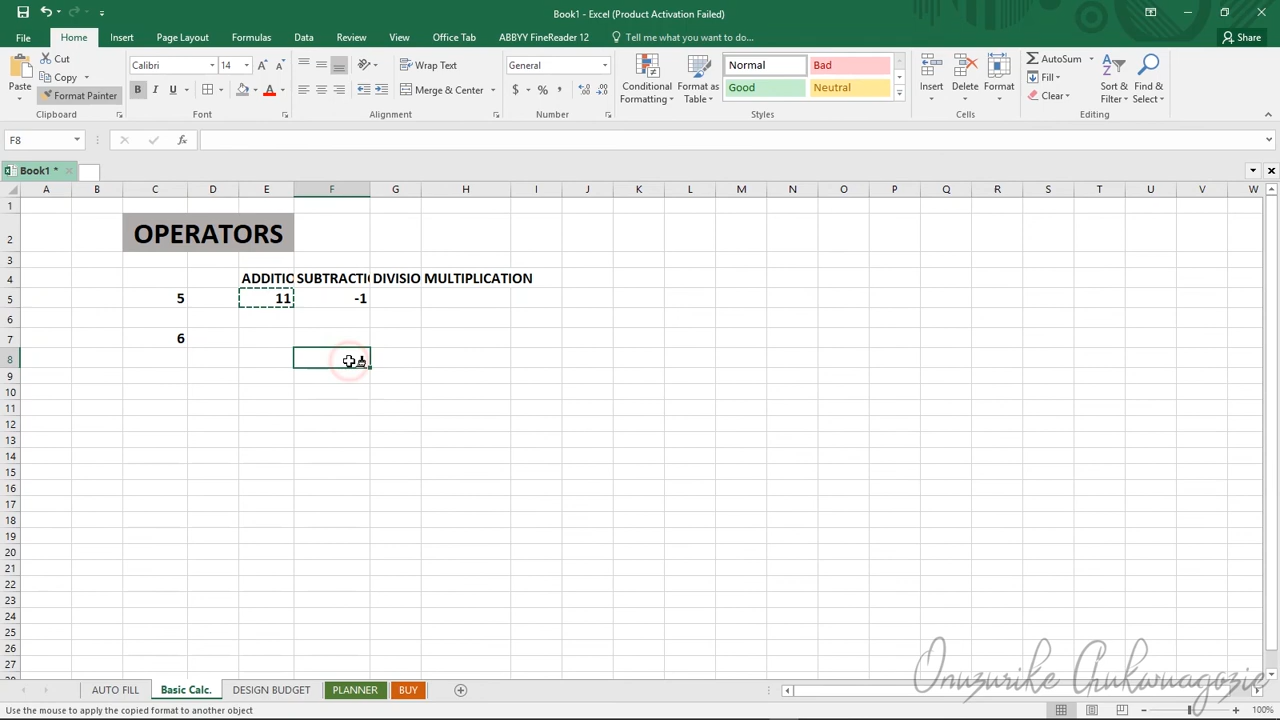 Book1 - Excel (Product Activation Failed)
File Home Insert Page Layout Formulas Data Review View Office Tab ABBYY FineReader 12 Tell me what you want to do... Share
Paste Cut Copy Format Painter
Calibri 14
B I U
Wrap Text
Merge & Center
General
$ % ,
Conditional Formatting
Format as Table
Normal Bad
Good Neutral
Insert Delete Format
AutoSum
Fill
Clear
Sort & Filter
Find & Select
Clipboard Font Alignment Number Styles Cells Editing
F8 fx
Book1 *
A B C D E F G H I J K L M N O P Q R S T U V W
1
2 OPERATORS
3
4 ADDITIO SUBTRACTI DIVISIO MULTIPLICATION
5 5 11 -1
6
7 6
8
9
10
11
12
13
14
15
16
17
18
19
20
21
22
23
24
25
26
27
AUTO FILL Basic Calc. DESIGN BUDGET PLANNER BUY
Use the mouse to apply the copied format to another object 100%
Onuzurike Chikwuagozie